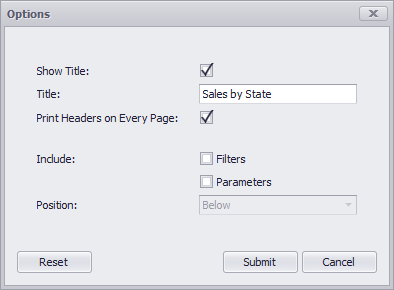 Options
Show Title:
Title: Sales by State
Print Headers on Every Page:
Include: Filters
Parameters
Position: Below
Reset Submit Cancel